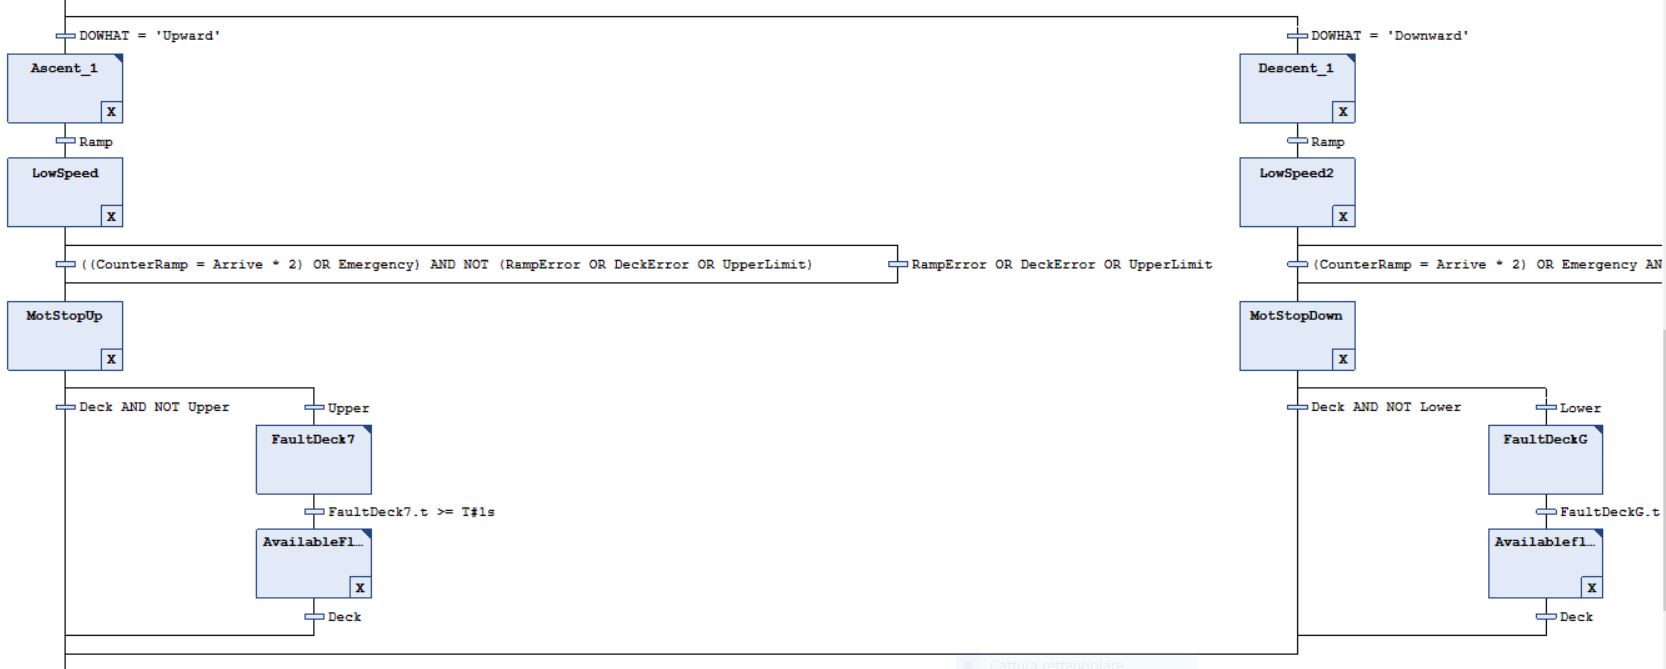 DOWHAT = 'Upward'
DOWHAT = 'Downward'
Ascent_1
X
Descent_1
X
Ramp
Ramp
LowSpeed
X
LowSpeed2
X
((CounterRamp = Arrive * 2) OR Emergency) AND NOT (RampError OR DeckError OR UpperLimit)
RampError OR DeckError OR UpperLimit
(CounterRamp = Arrive * 2) OR Emergency AN
MotStopUp
X
MotStopDown
X
Deck AND NOT Upper
Upper
Deck AND NOT Lower
Lower
FaultDeck7
FaultDeckG
FaultDeck7.t >= T#1s
FaultDeckG.t
AvailableFl…
X
Availablefl…
X
Deck
Deck
Cattura rettangolare